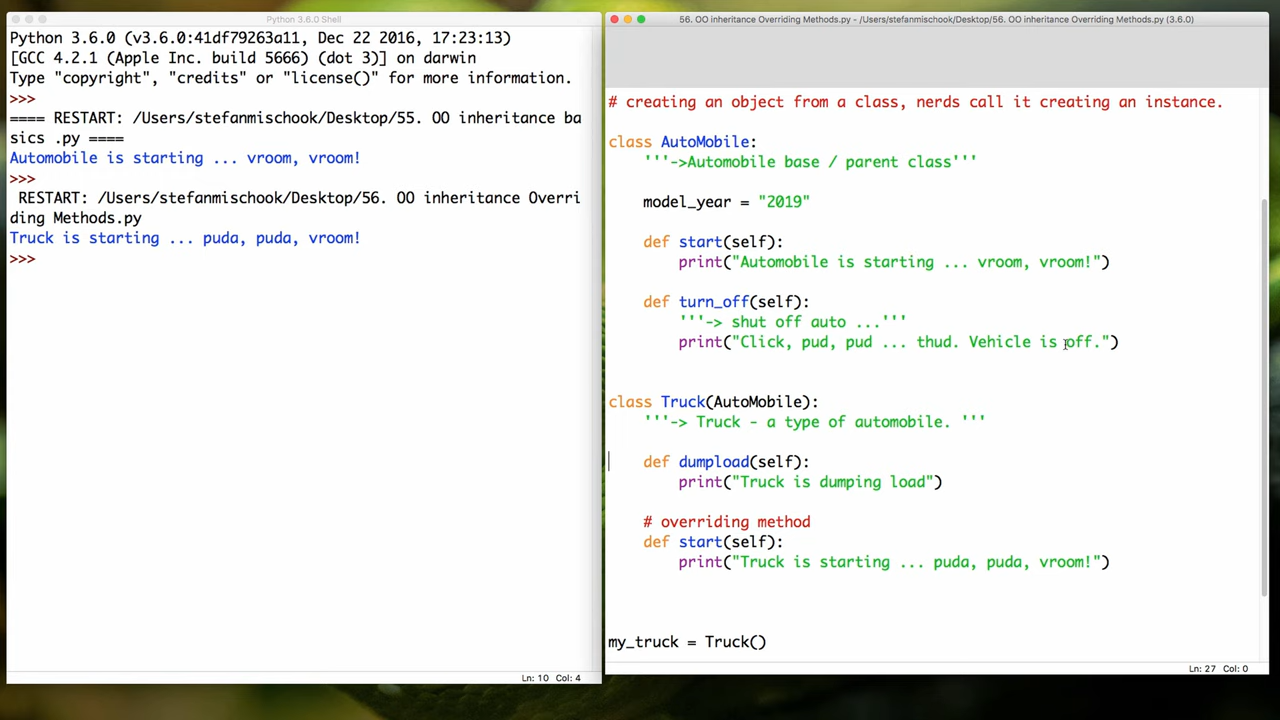 Python 3.6.0 Shell
Python 3.6.0 (v3.6.0:41df79263a11, Dec 22 2016, 17:23:13)
[GCC 4.2.1 (Apple Inc. build 5666) (dot 3)] on darwin
Type "copyright", "credits" or "license()" for more information.
>>>
==== RESTART: /Users/stefanmischook/Desktop/55. OO inheritance ba
sics .py ====
Automobile is starting ... vroom, vroom!
>>>
 RESTART: /Users/stefanmischook/Desktop/56. OO inheritance Overri
ding Methods.py
Truck is starting ... puda, puda, vroom!
>>>
Ln: 10 Col: 4
56. OO inheritance Overriding Methods.py - /Users/stefanmischook/Desktop/56. OO inheritance Overriding Methods.py (3.6.0)
# creating an object from a class, nerds call it creating an instance.
class AutoMobile:
    '''->Automobile base / parent class'''
    model_year = "2019"
    def start(self):
        print("Automobile is starting ... vroom, vroom!")
    def turn_off(self):
        '''-> shut off auto ...'''
        print("Click, pud, pud ... thud. Vehicle is off.")
class Truck(AutoMobile):
    '''-> Truck - a type of automobile. '''
    def dumpload(self):
        print("Truck is dumping load")
    # overriding method
    def start(self):
        print("Truck is starting ... puda, puda, vroom!")
my_truck = Truck()
Ln: 27 Col: 0